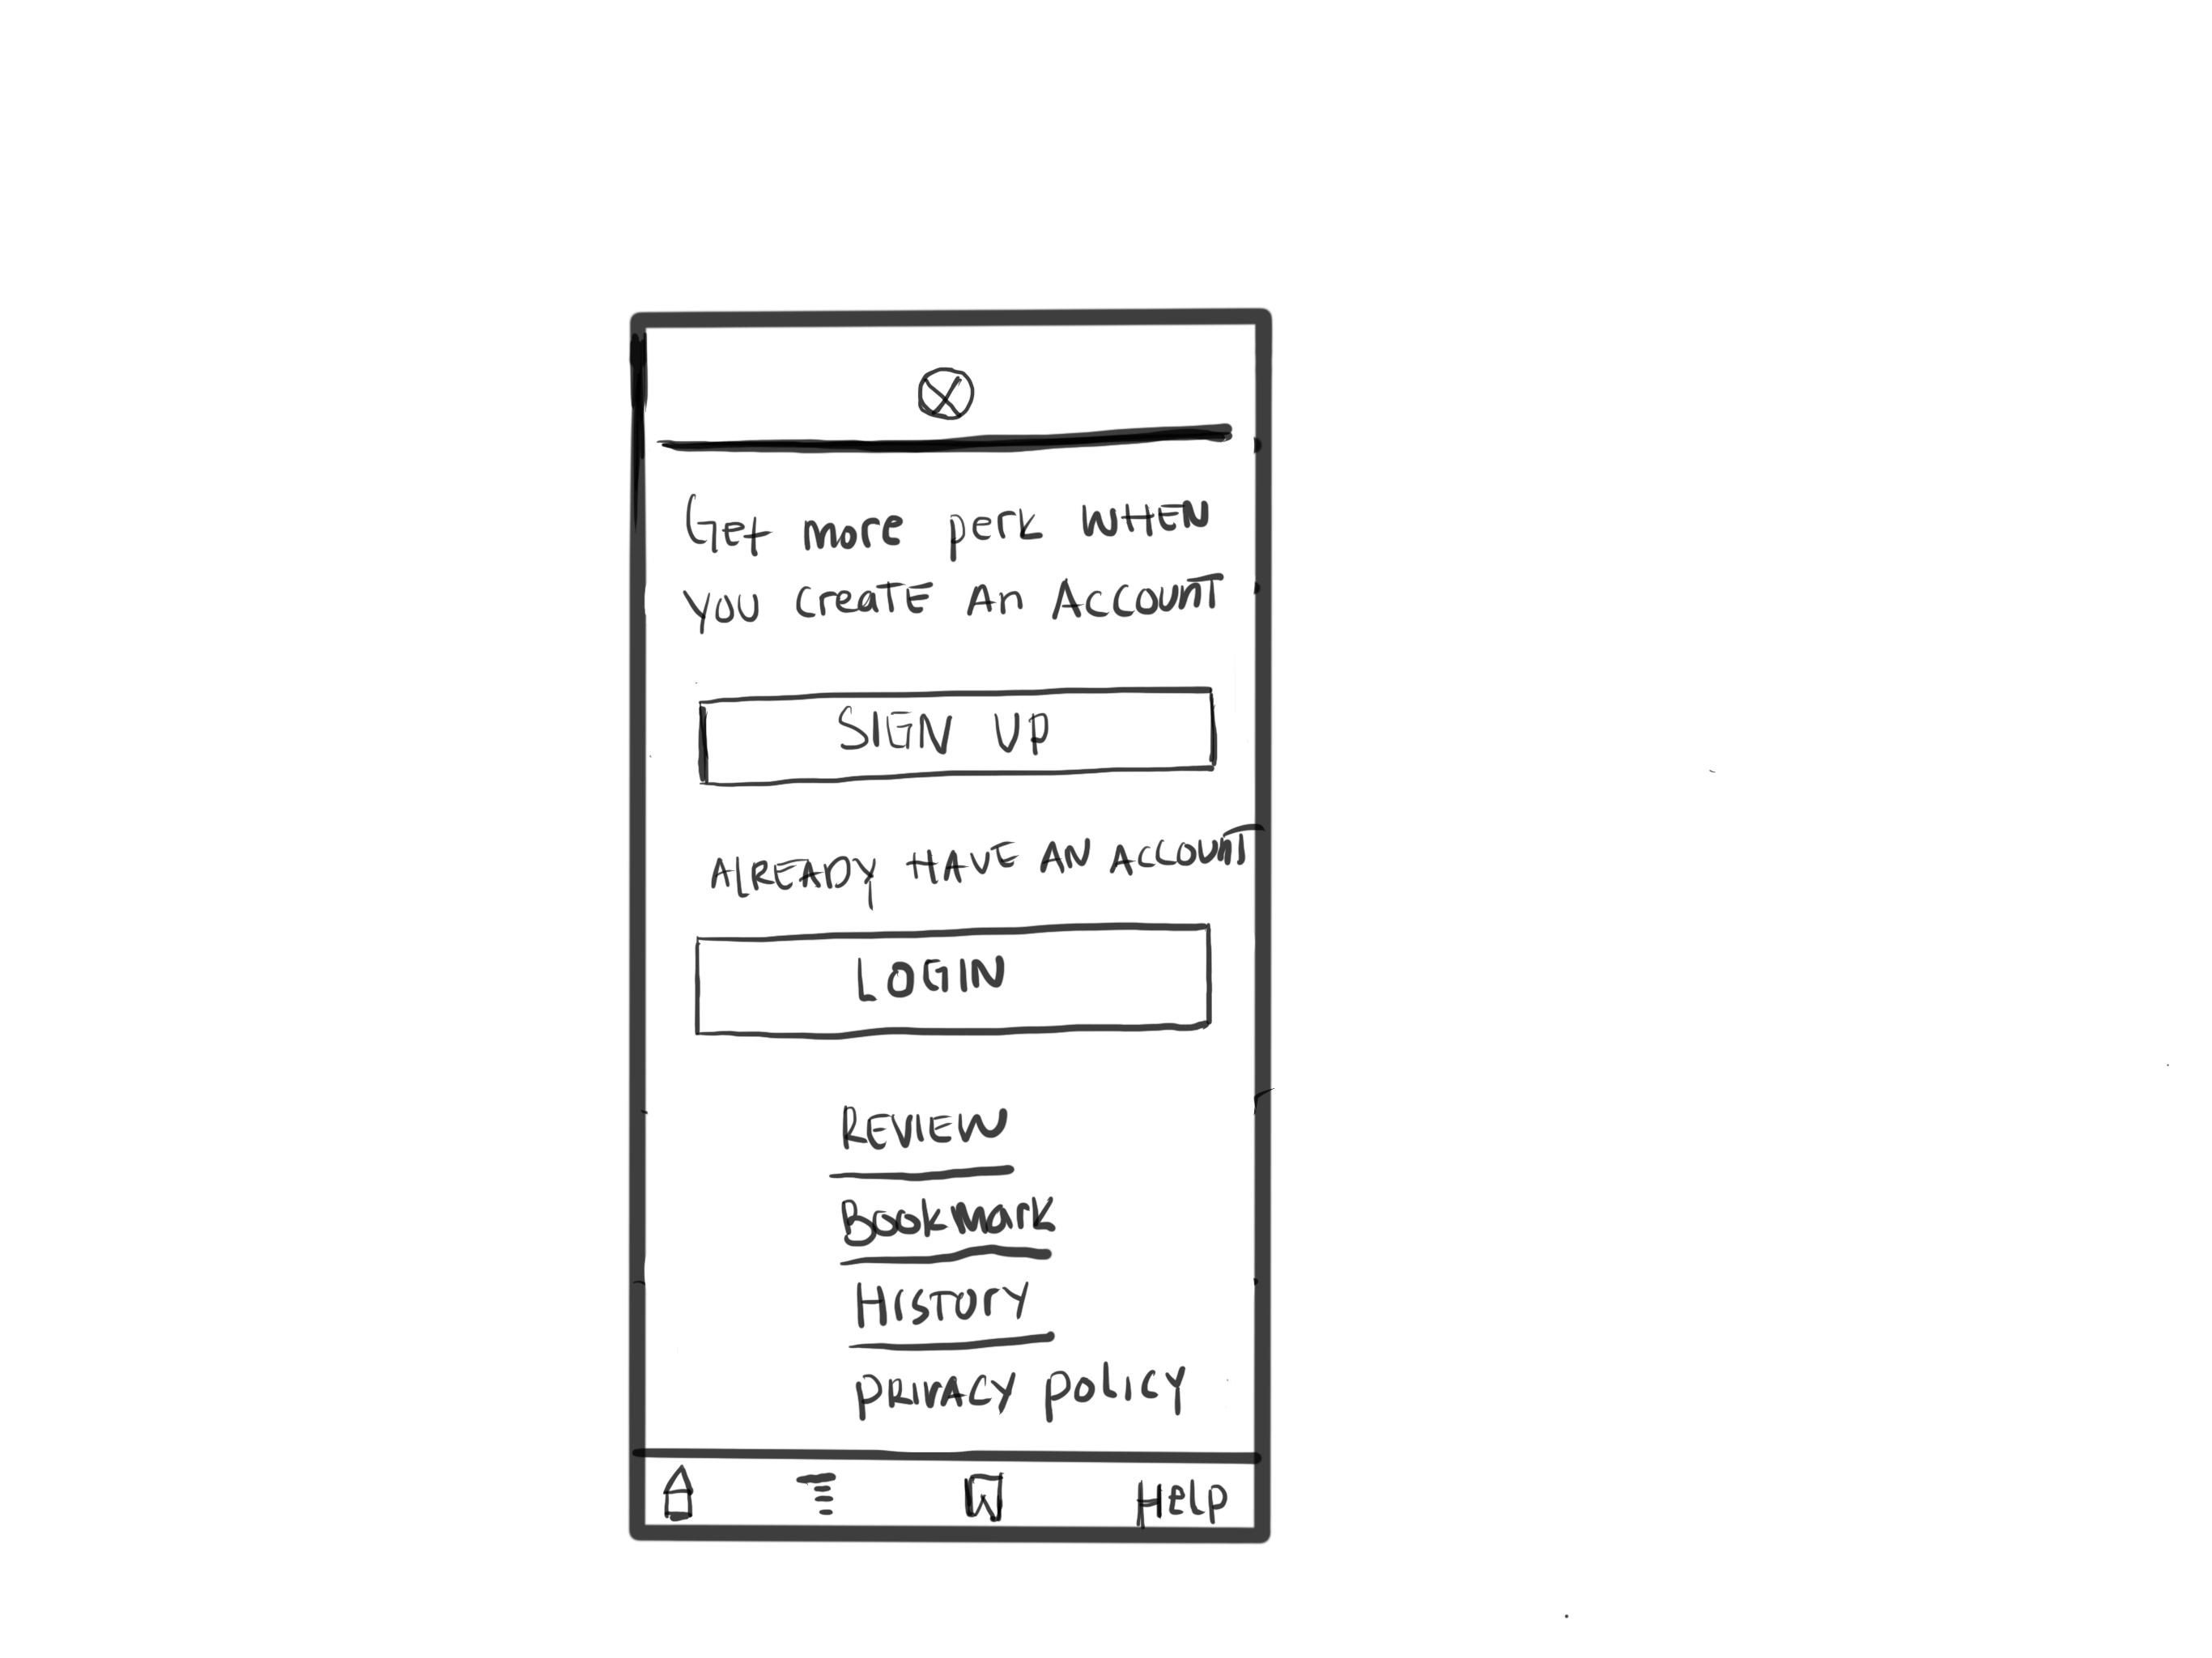 Get more perk WHEN
you create An Account
SIGN UP
ALREADY HAVE AN ACCOUNT
LOGIN
REVIEW
Bookmark
History
PRIVACY POLICY
Help